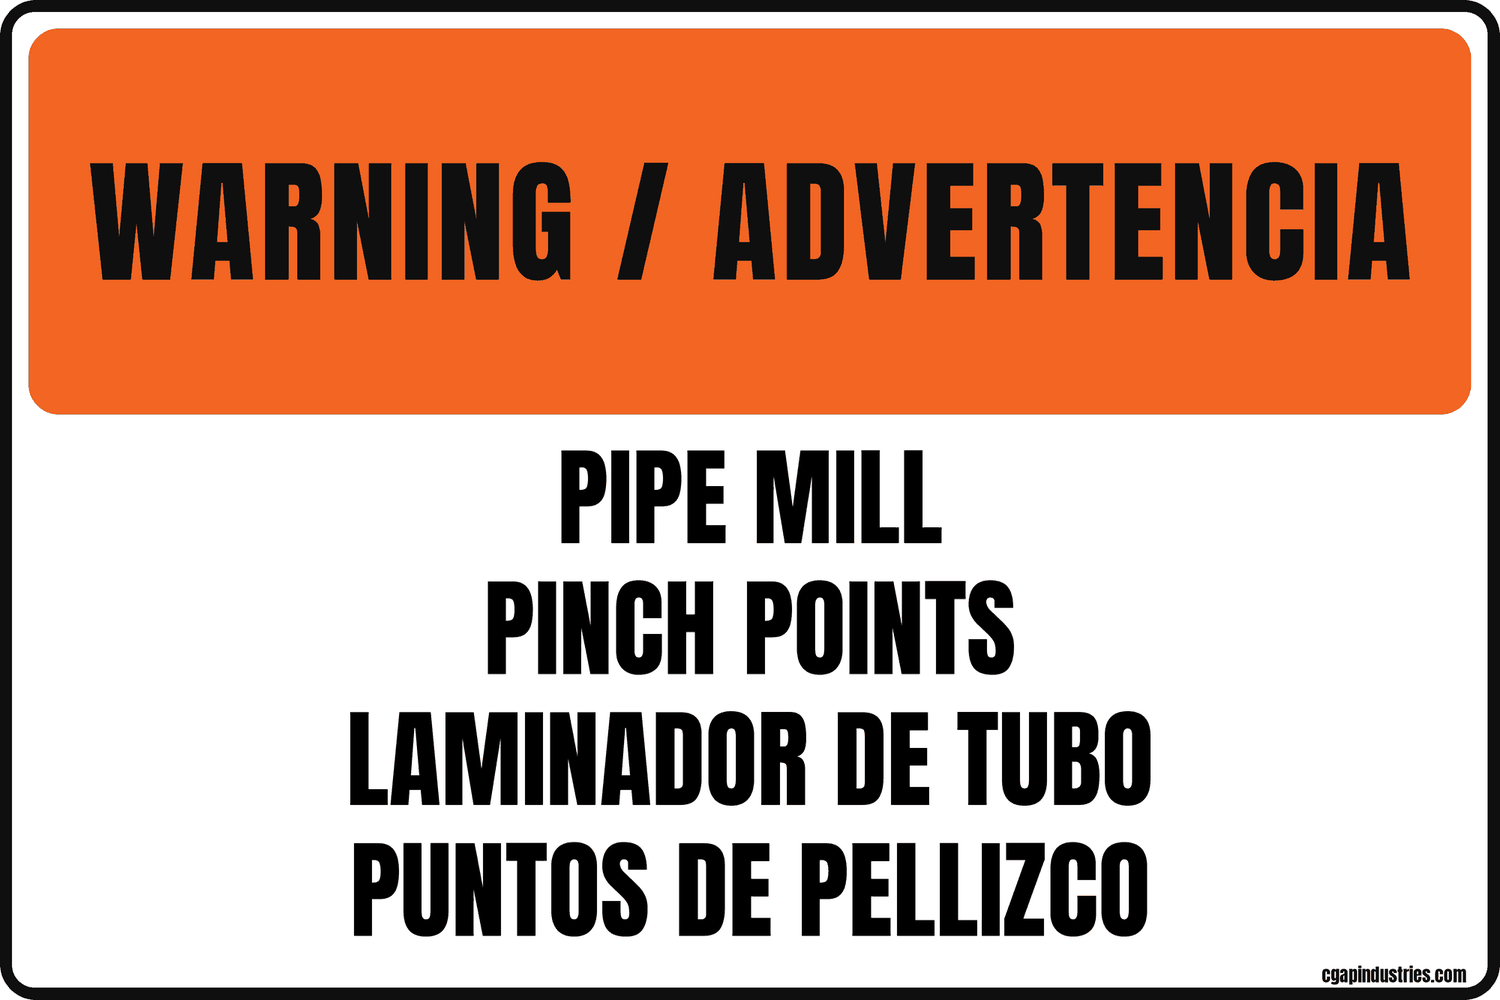 WARNING / ADVERTENCIA
PIPE MILL
PINCH POINTS
LAMINADOR DE TUBO
PUNTOS DE PELLIZCO
cgapindustries.com